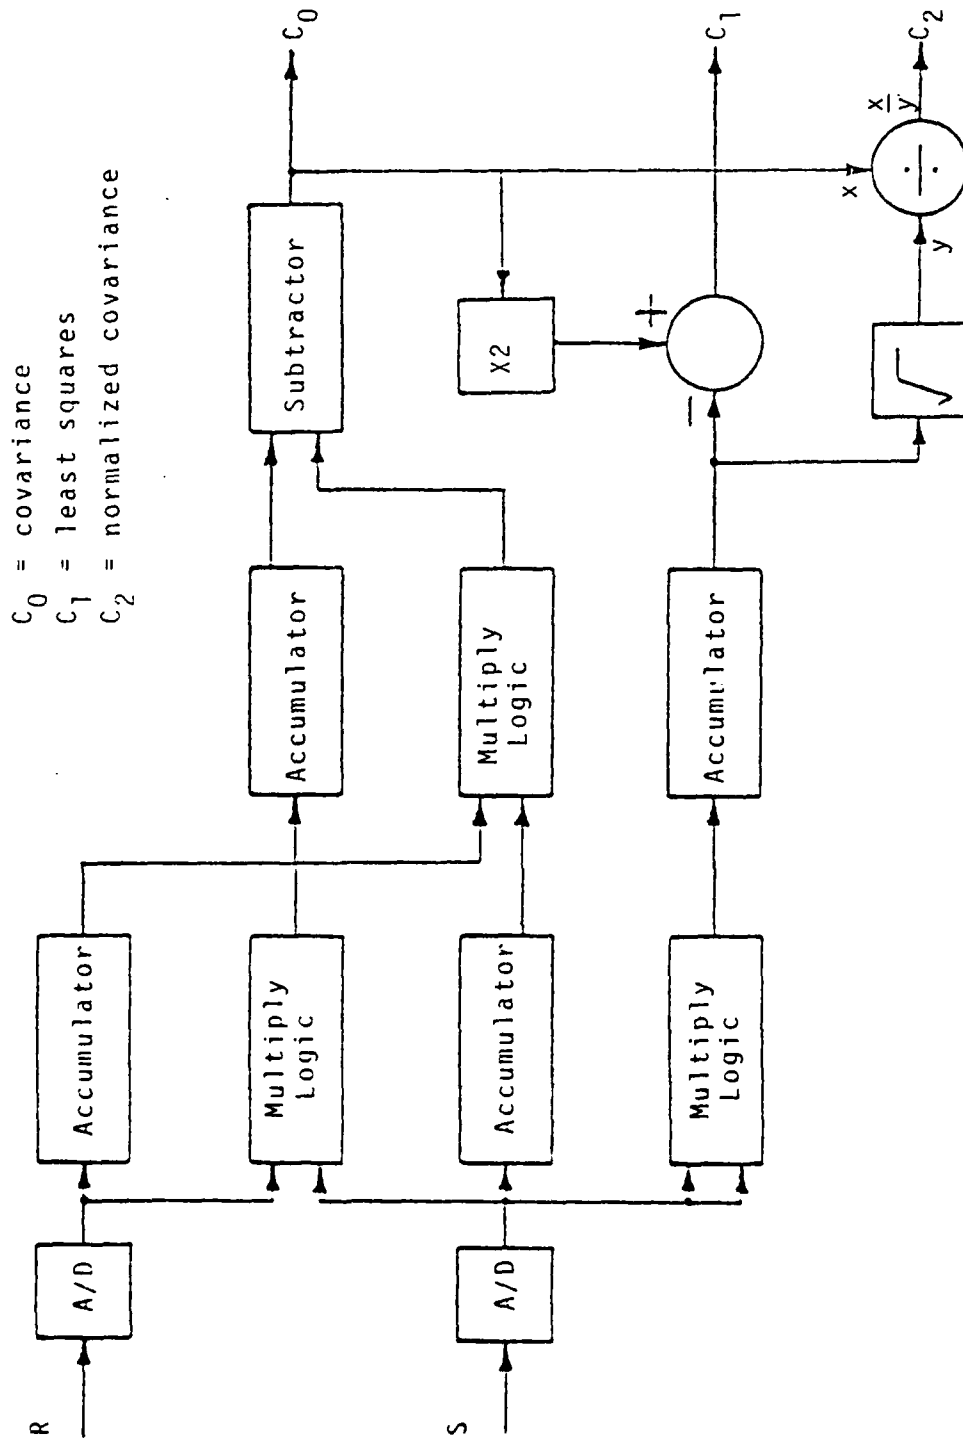 C0 = covariance
C1 = least squares
C2 = normalized covariance
R
A/D
Accumulator
Multiply
Logic
Accumulator
Subtractor
C0
S
A/D
Accumulator
Multiply
Logic
X2
+
−
C1
Multiply
Logic
Accumulator
√
y
x
÷
x/y
C2